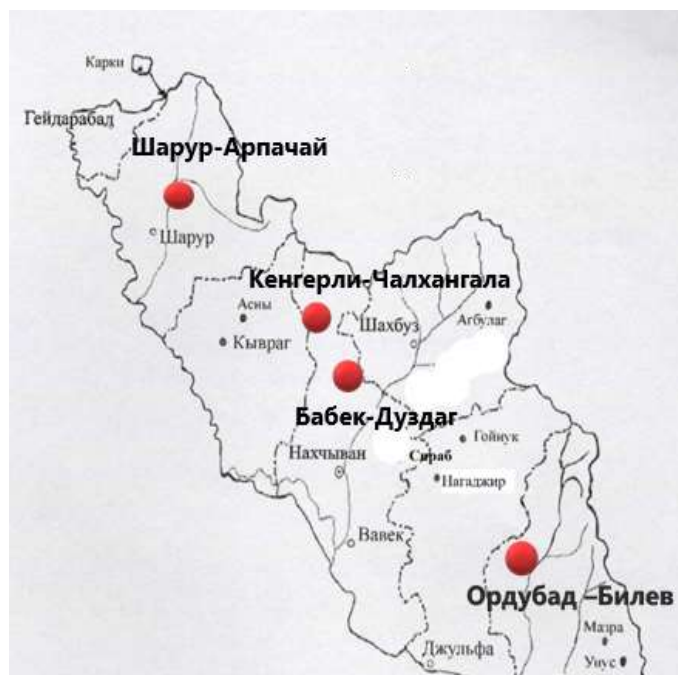 Карки
Гейдарабад
Шарур-Арпачай
Шарур
Кенгерли-Чалхангала
Асны
Шахбуз
Агбулаг
Кывраг
Бабек-Дуздаг
Гойнук
Нахчыван
Сираб
Нагаджир
Вавек
Ордубад –Билев
Мазра
Джульфа
Унус